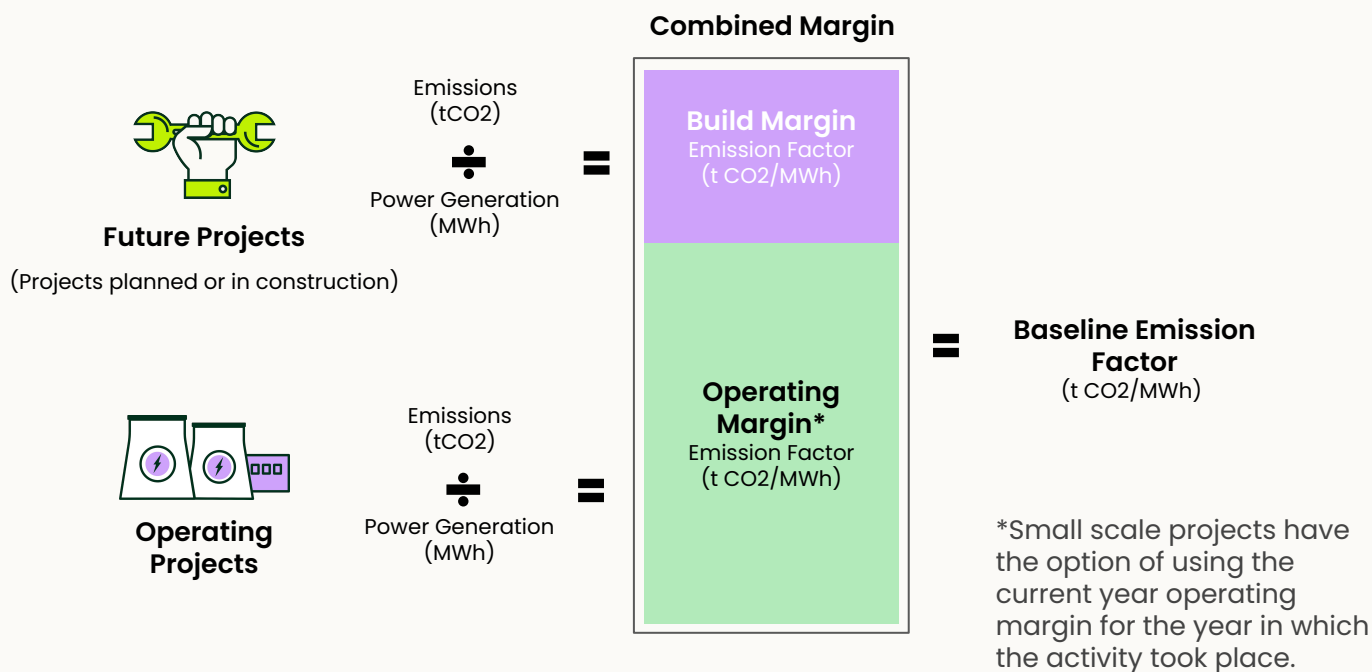 Combined Margin
Emissions
(tCO2)
÷
Power Generation
(MWh)
=
Build Margin
Emission Factor
(t CO2/MWh)
Future Projects
(Projects planned or in construction)
Operating
Projects
Emissions
(tCO2)
÷
Power Generation
(MWh)
=
Operating
Margin*
Emission Factor
(t CO2/MWh)
=
Baseline Emission
Factor
(t CO2/MWh)
*Small scale projects have
the option of using the
current year operating
margin for the year in which
the activity took place.